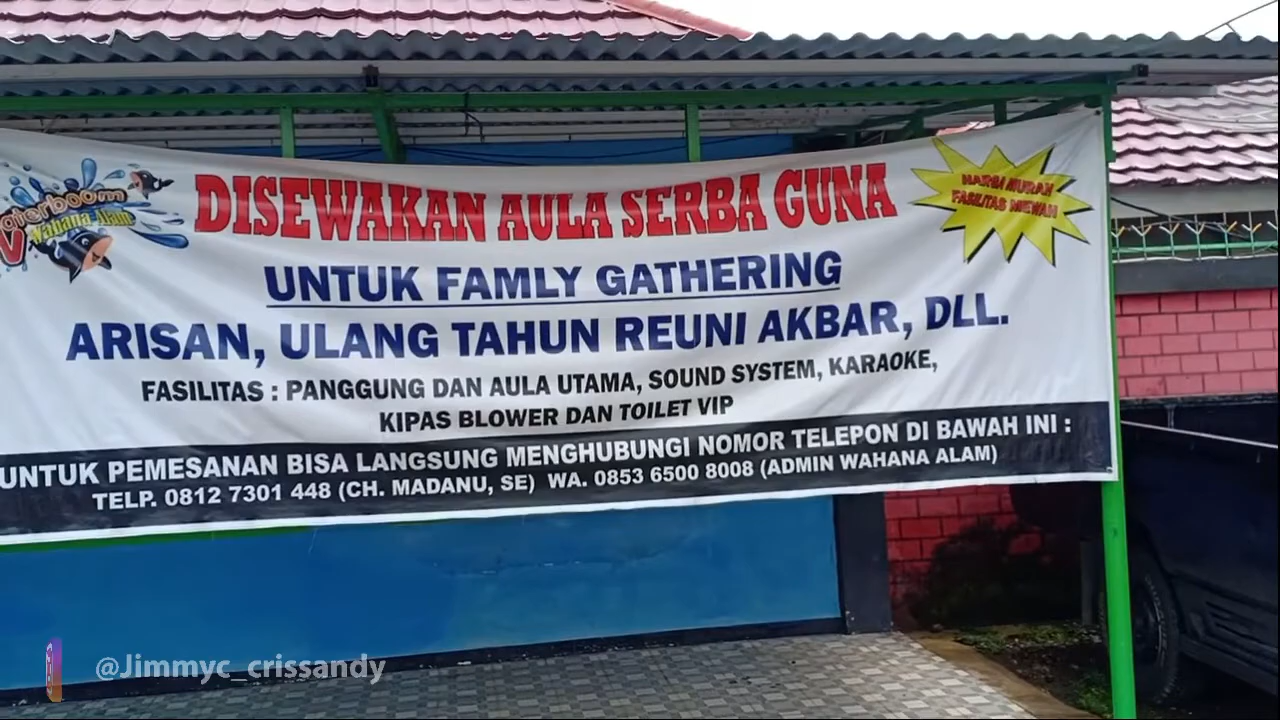 Waterboom
Wahana Alam
DISEWAKAN AULA SERBA GUNA
HARGA MURAH
FASILITAS MEWAH
UNTUK FAMLY GATHERING
ARISAN, ULANG TAHUN REUNI AKBAR, DLL.
FASILITAS : PANGGUNG DAN AULA UTAMA, SOUND SYSTEM, KARAOKE,
KIPAS BLOWER DAN TOILET VIP
UNTUK PEMESANAN BISA LANGSUNG MENGHUBUNGI NOMOR TELEPON DI BAWAH INI :
TELP. 0812 7301 448 (CH. MADANU, SE) WA. 0853 6500 8008 (ADMIN WAHANA ALAM)
@Jimmyc_crissandy